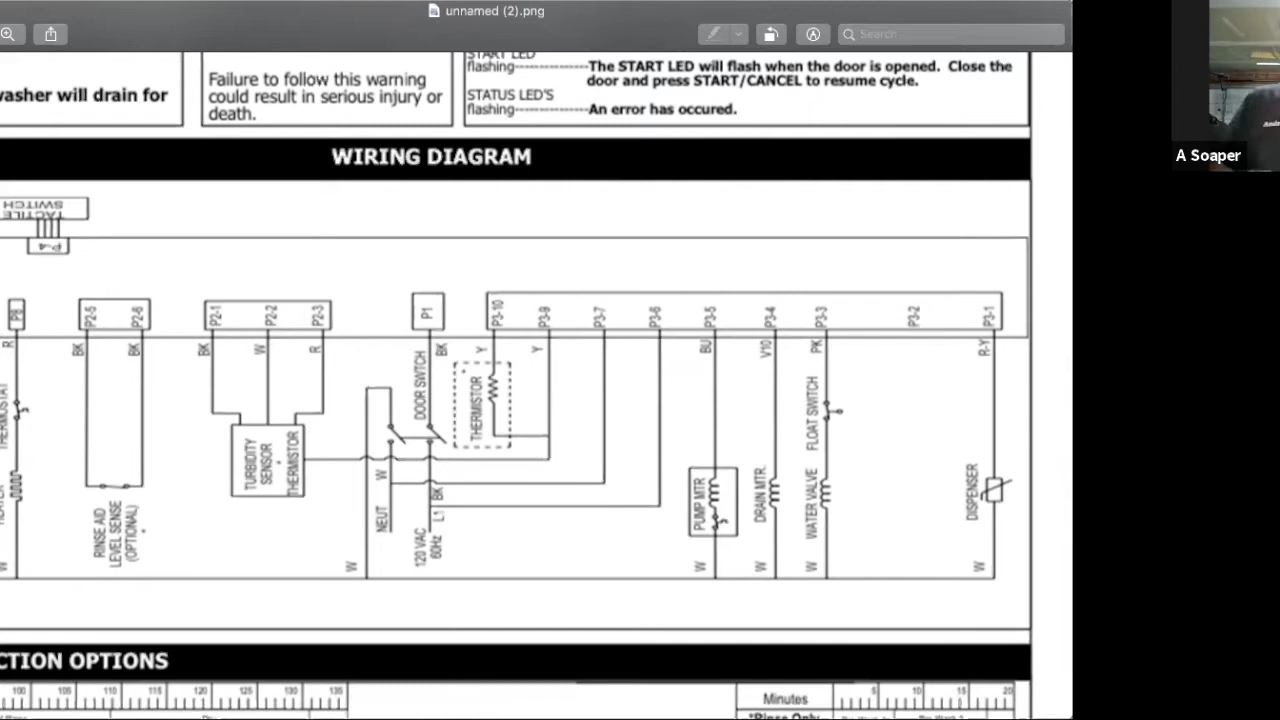 unnamed (2).png
Search
START LED
flashing---------------The START LED will flash when the door is opened. Close the
door and press START/CANCEL to resume cycle.
STATUS LED'S
flashing---------------An error has occured.
washer will drain for
Failure to follow this warning
could result in serious injury or
death.
A Soaper
WIRING DIAGRAM
TACTILE
SWITCH
P-4
P8
P2-5
P2-6
P2-1
P2-2
P2-3
P1
P3-10
P3-9
P3-7
P3-6
P3-5
P3-4
P3-3
P3-2
P3-1
R
BK
BK
BK
W
R
BK
Y
Y
BU
V10
PK
R-Y
THERMOSTAT
HEATER
W
RINSE AID
LEVEL SENSE
(OPTIONAL)
*
TURBIDITY
SENSOR
*
THERMISTOR
W
DOOR SWTCH
W
NEUT
BK
L1
120 VAC
60Hz
*
THERMISTOR
PUMP MTR
W
DRAIN MTR.
W
FLOAT SWITCH
WATER VALVE
W
DISPENSER
W
CTION OPTIONS
100 105 110 115 120 125 130 135
Minutes 5 10 15 20
*Rinse Only